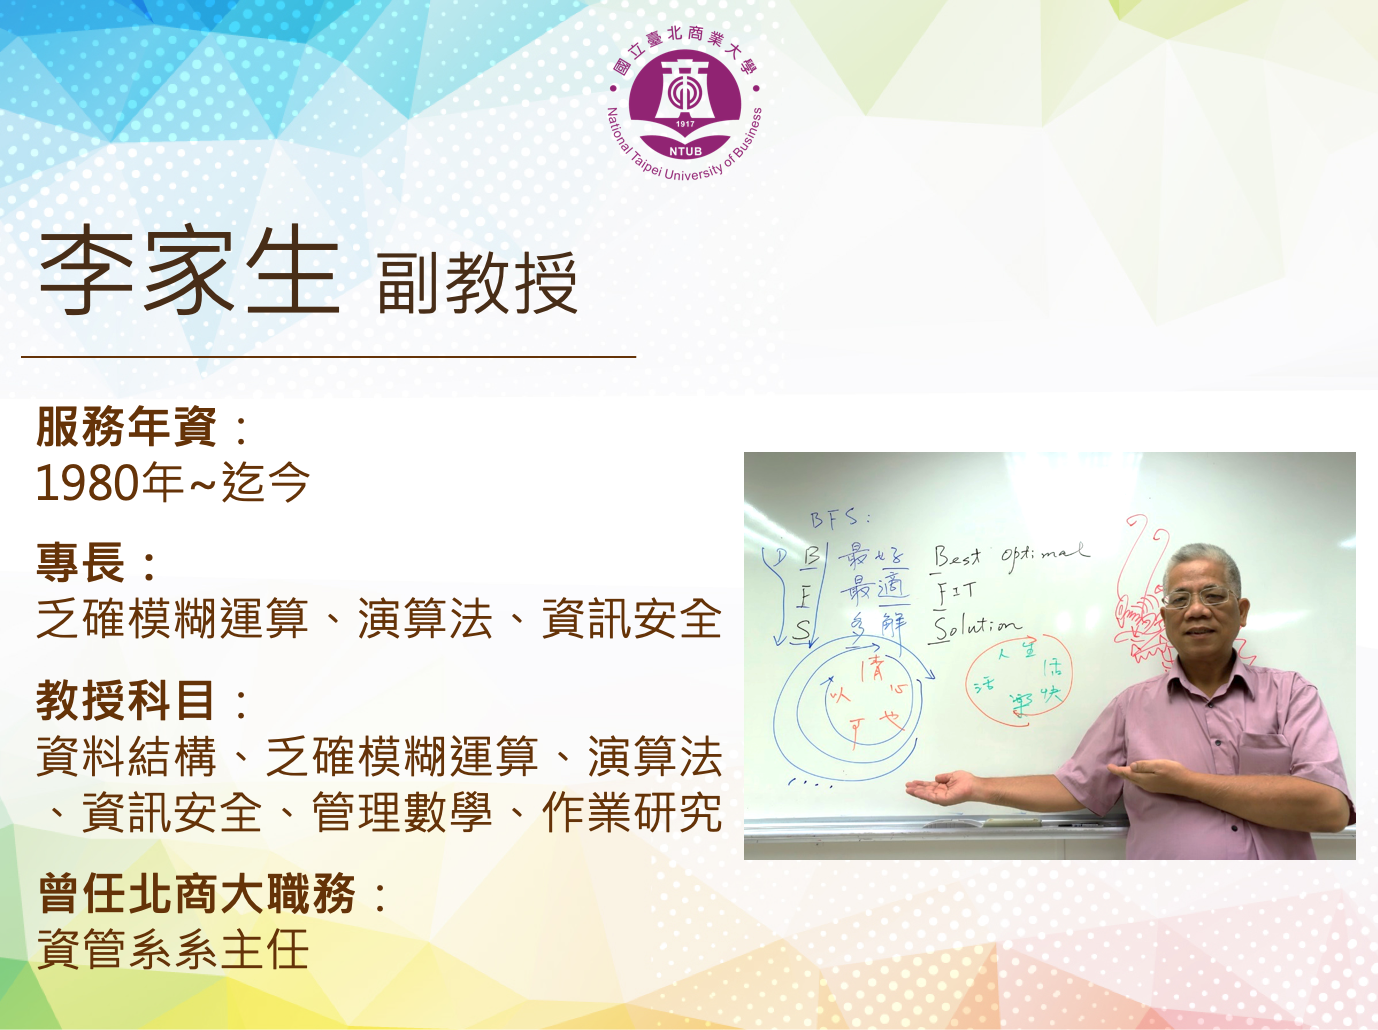 國立臺北商業大學
1917
NTUB
National Taipei University of Business
李家生 副教授
服務年資：
1980年~迄今
專長：
乏確模糊運算、演算法、資訊安全
教授科目：
資料結構、乏確模糊運算、演算法
、資訊安全、管理數學、作業研究
曾任北商大職務：
資管系系主任
BFS:
D B 最好 Best optimal
F 最適 FIT
S 多解 Solution
以 情 心
可 也
人生
活 活
樂 快